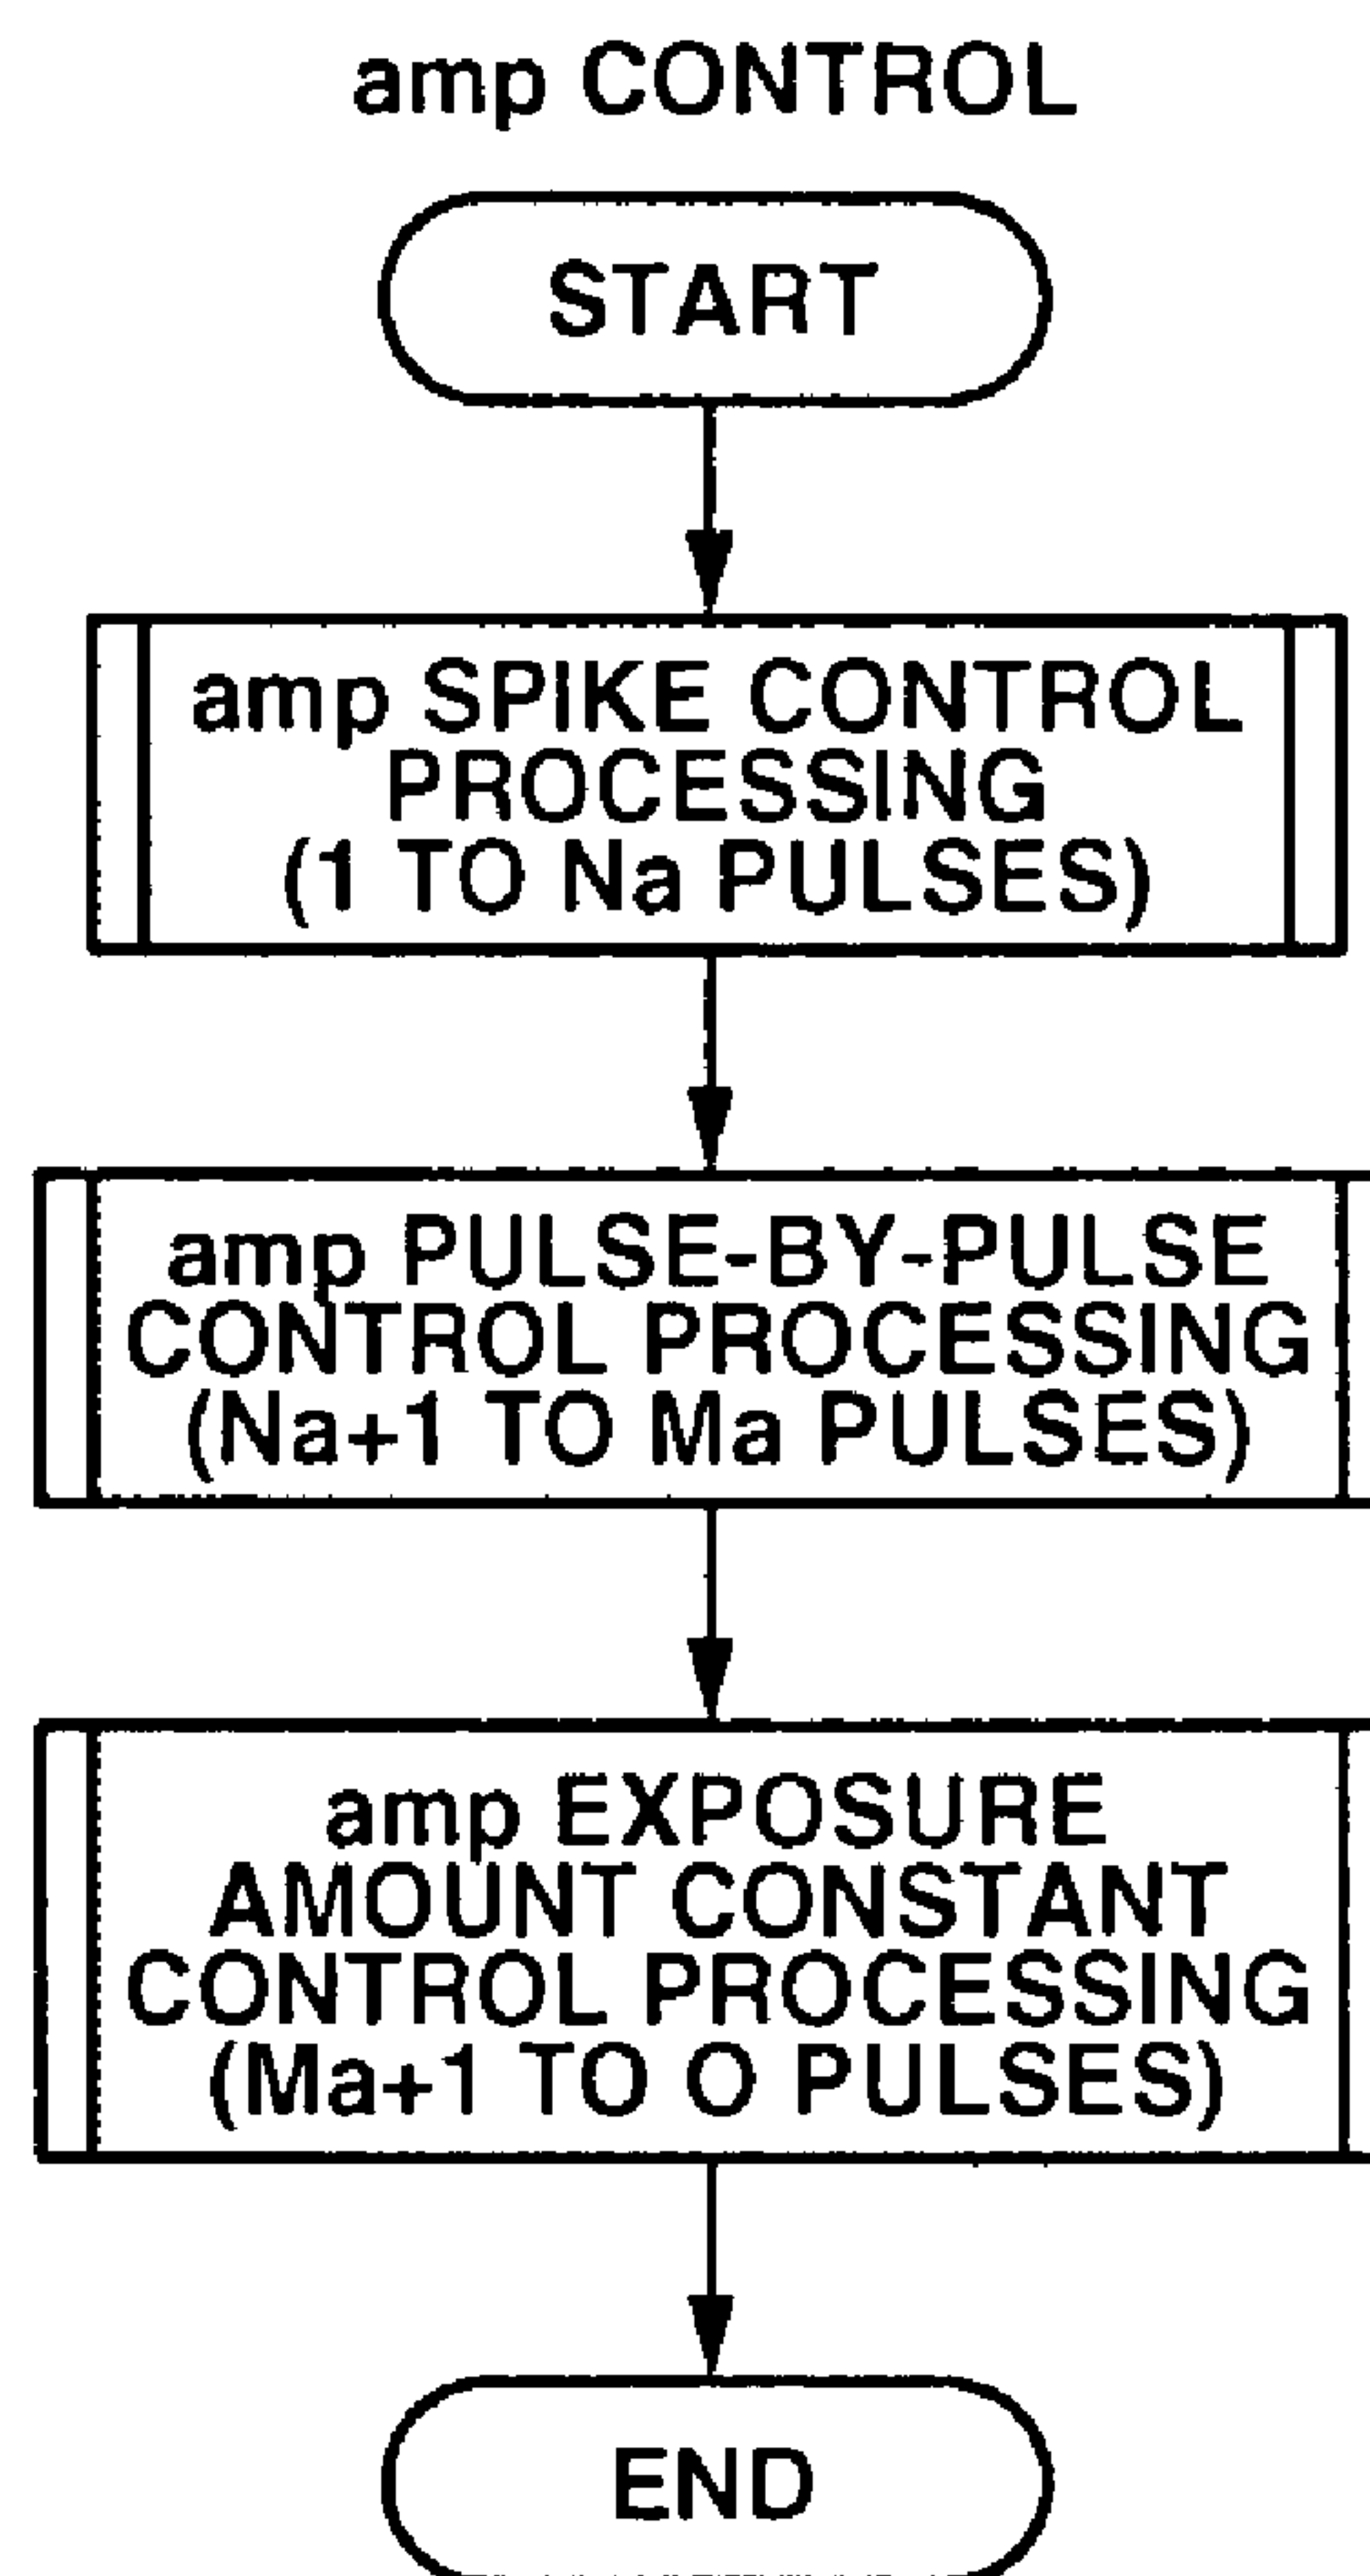 amp CONTROL
START
amp SPIKE CONTROL
PROCESSING
(1 TO Na PULSES)
amp PULSE-BY-PULSE
CONTROL PROCESSING
(Na+1 TO Ma PULSES)
amp EXPOSURE
AMOUNT CONSTANT
CONTROL PROCESSING
(Ma+1 TO O PULSES)
END